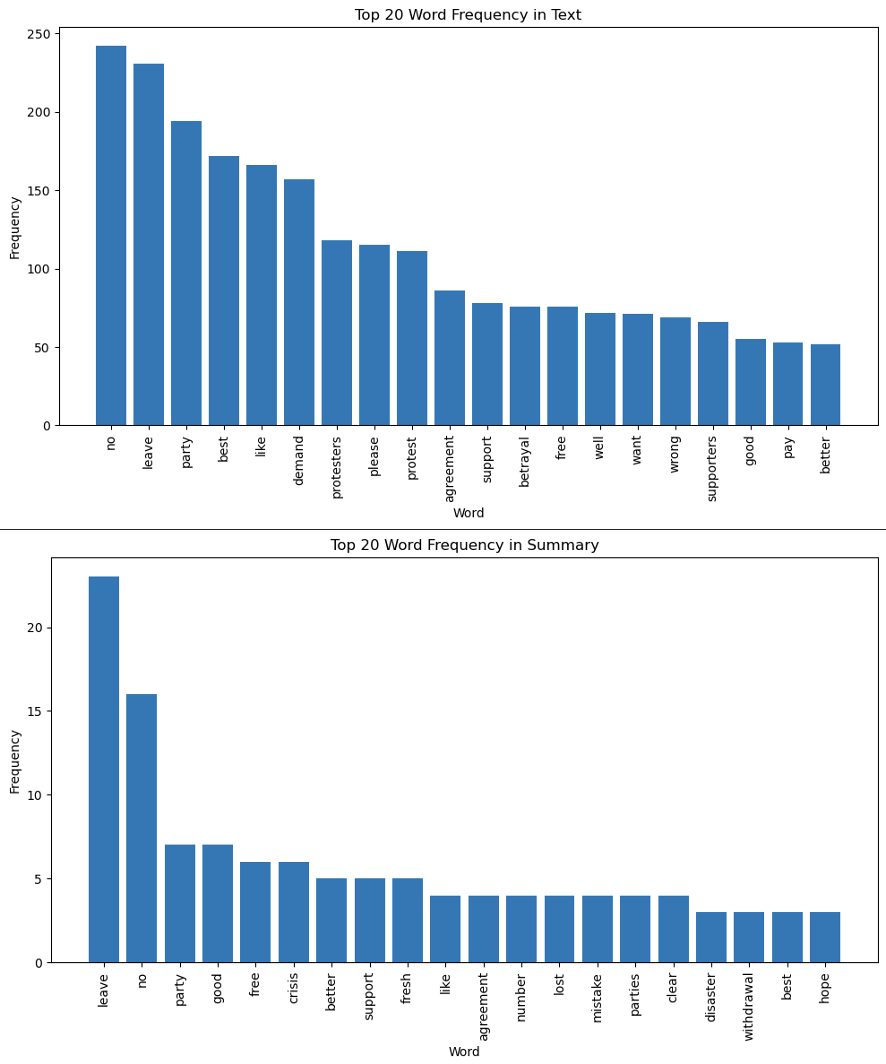 Top 20 Word Frequency in Text
250
200
150
100
50
0
Frequency
no leave party best like demand protesters please protest agreement support betrayal free well want wrong supporters good pay better
Word
Top 20 Word Frequency in Summary
20
15
10
5
0
Frequency
leave no party good free crisis better support fresh like agreement number lost mistake parties clear disaster withdrawal best hope
Word